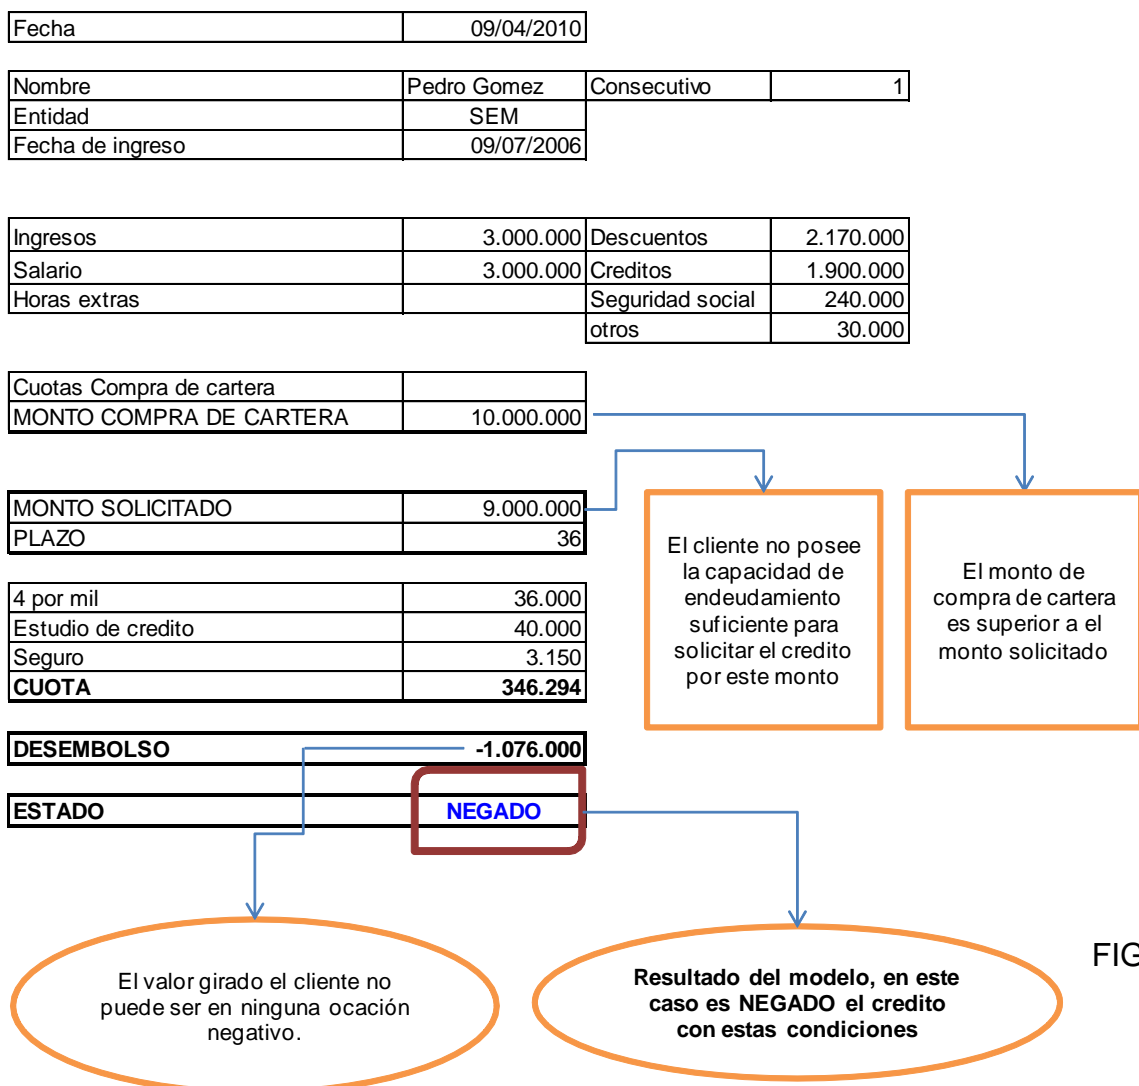 Fecha 09/04/2010
Nombre Pedro Gomez Consecutivo 1
Entidad SEM
Fecha de ingreso 09/07/2006
Ingresos 3.000.000 Descuentos 2.170.000
Salario 3.000.000 Creditos 1.900.000
Horas extras Seguridad social 240.000
otros 30.000
Cuotas Compra de cartera
MONTO COMPRA DE CARTERA 10.000.000
MONTO SOLICITADO 9.000.000
PLAZO 36
4 por mil 36.000
Estudio de credito 40.000
Seguro 3.150
CUOTA 346.294
DESEMBOLSO -1.076.000
ESTADO NEGADO
El cliente no posee
la capacidad de
endeudamiento
suficiente para
solicitar el credito
por este monto
El monto de
compra de cartera
es superior a el
monto solicitado
El valor girado el cliente no
puede ser en ninguna ocación
negativo.
Resultado del modelo, en este
caso es NEGADO el credito
con estas condiciones
FIG